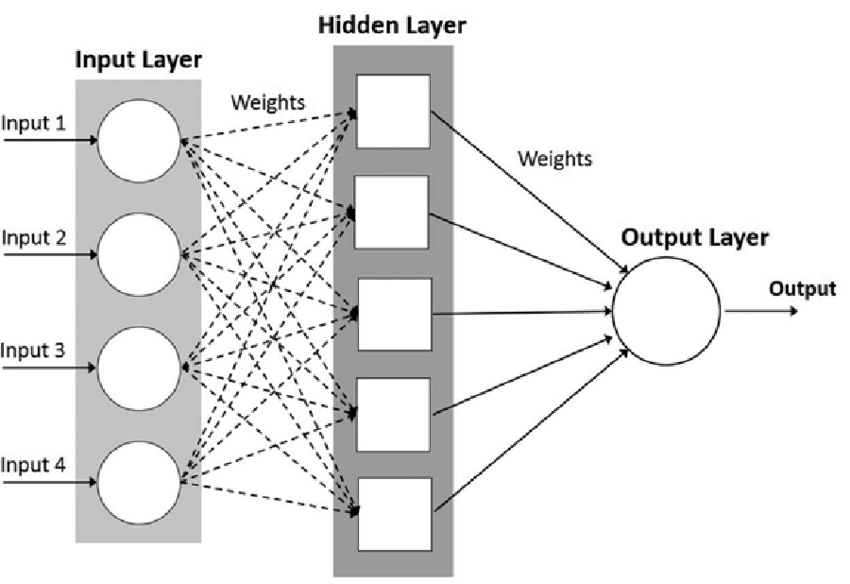 Hidden Layer
Input Layer
Weights
Input 1
Weights
Input 2
Output Layer
Output
Input 3
Input 4